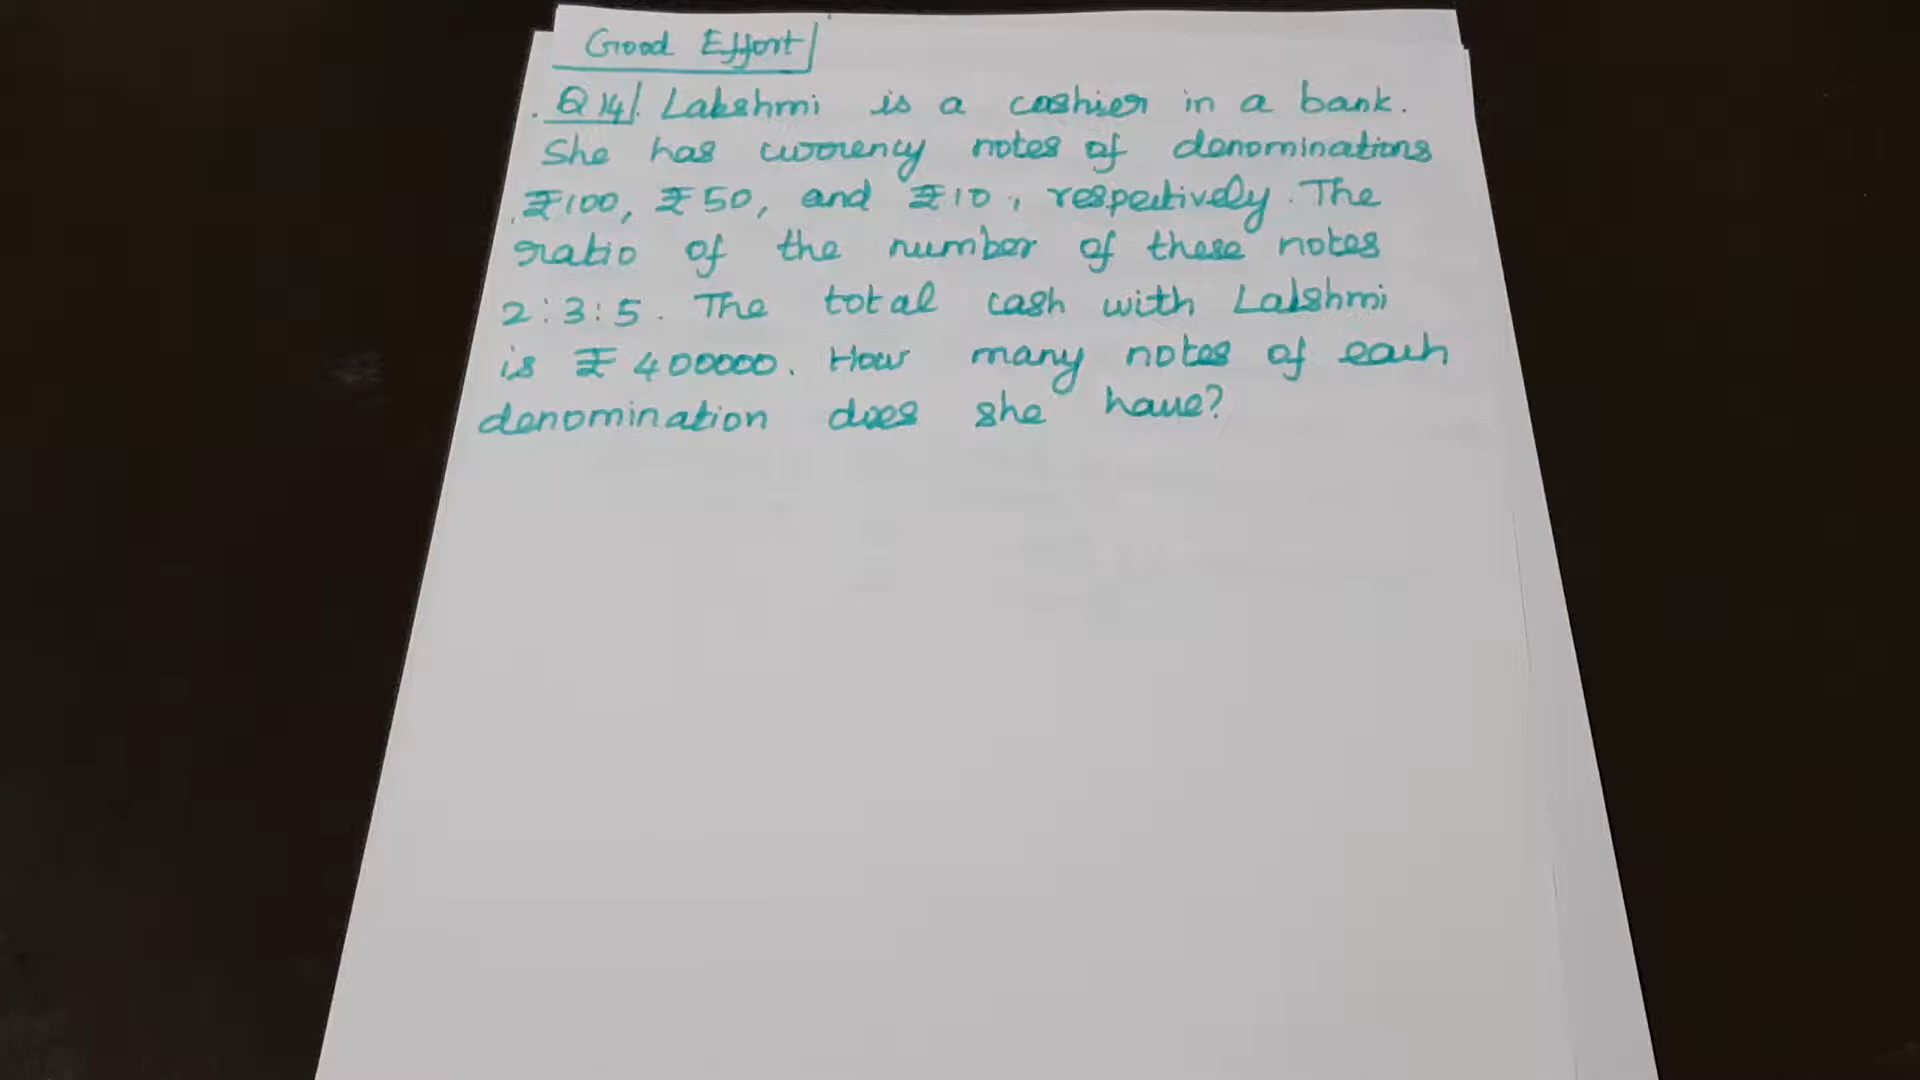 Good Effort
Q14. Lakshmi is a cashier in a bank.
She has currency notes of denominations
₹100, ₹50, and ₹10, respectively. The
ratio of the number of these notes
2:3:5. The total cash with Lakshmi
is ₹400000. How many notes of each
denomination does she have?